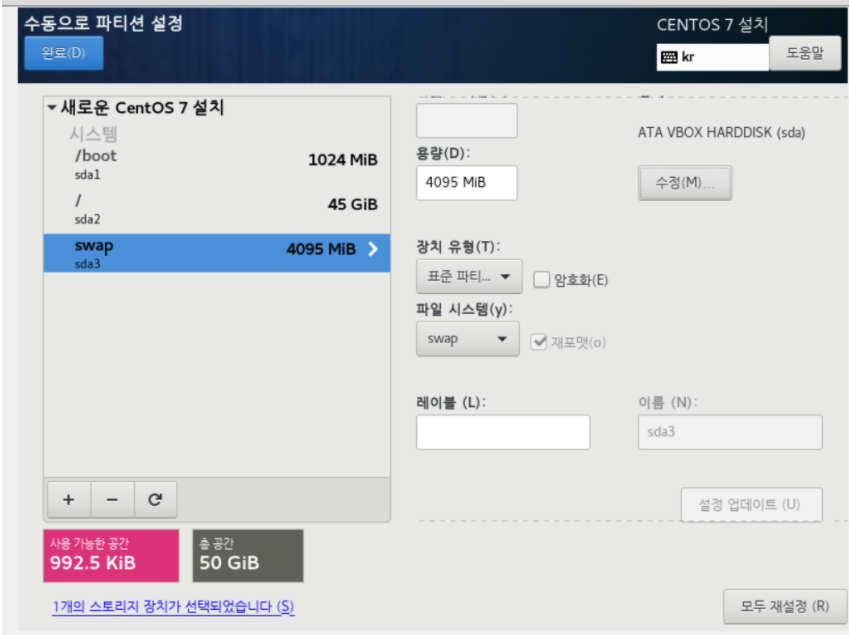 수동으로 파티션 설정
CENTOS 7 설치
완료(D)
kr
도움말
새로운 CentOS 7 설치
시스템
/boot
1024 MiB
sda1
/
45 GiB
sda2
swap
4095 MiB
sda3
ATA VBOX HARDDISK (sda)
용량(D):
4095 MiB
수정(M)...
장치 유형(T):
표준 파티...
암호화(E)
파일 시스템(y):
swap
재포맷(o)
레이블 (L):
이름 (N):
sda3
설정 업데이트 (U)
+ −
사용 가능한 공간
992.5 KiB
총 공간
50 GiB
1개의 스토리지 장치가 선택되었습니다 (S)
모두 재설정 (R)